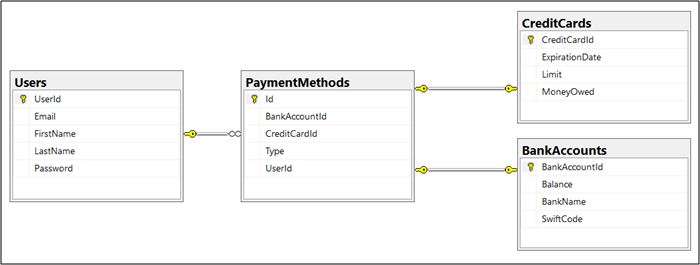 Users
UserId
Email
FirstName
LastName
Password
PaymentMethods
Id
BankAccountId
CreditCardId
Type
UserId
CreditCards
CreditCardId
ExpirationDate
Limit
MoneyOwed
BankAccounts
BankAccountId
Balance
BankName
SwiftCode